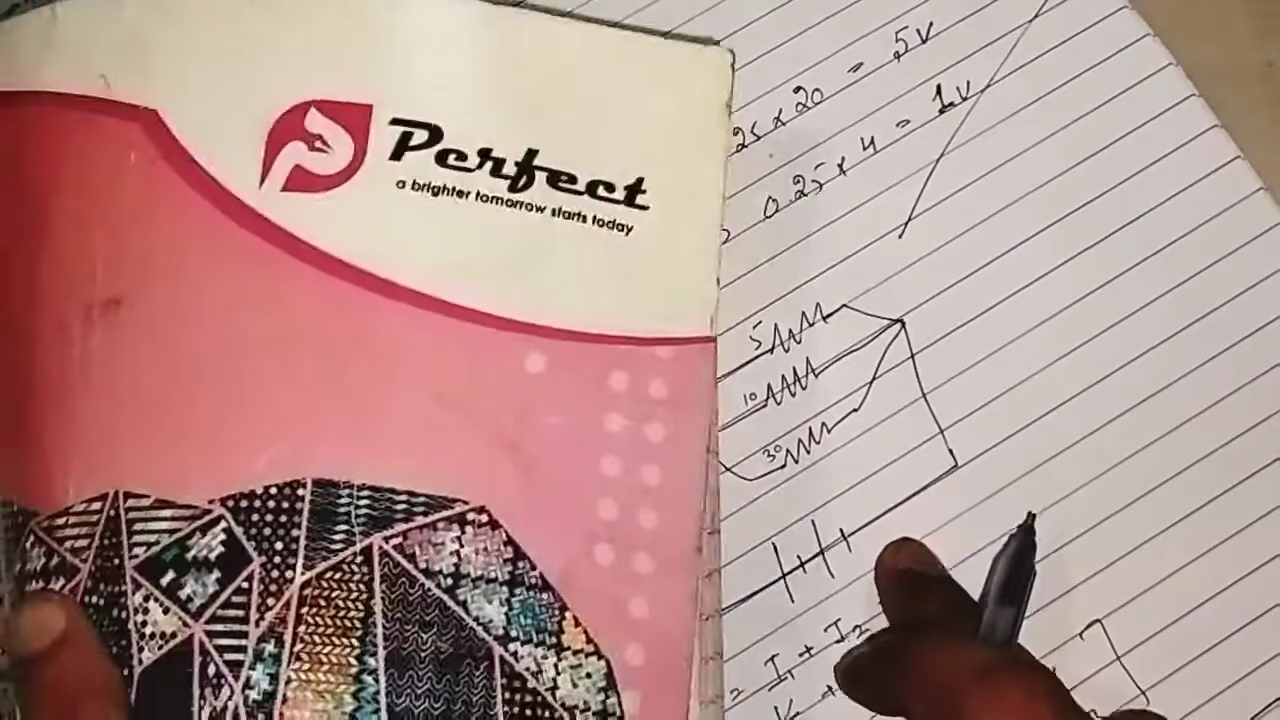 Perfect
a brighter tomorrow starts today
25 x 20 = 5V
0.25 x 4 = 1V
5
10
30
I₁ + I₂